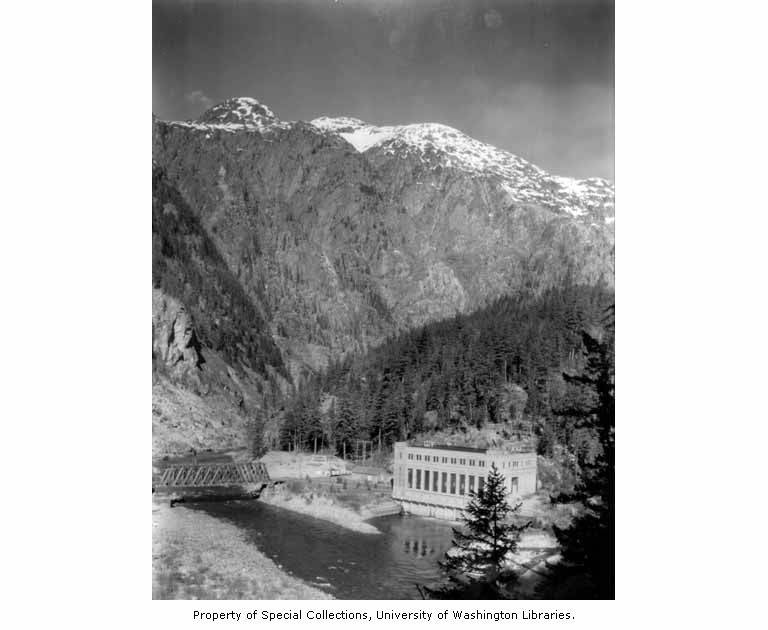 Property of Special Collections, University of Washington Libraries.